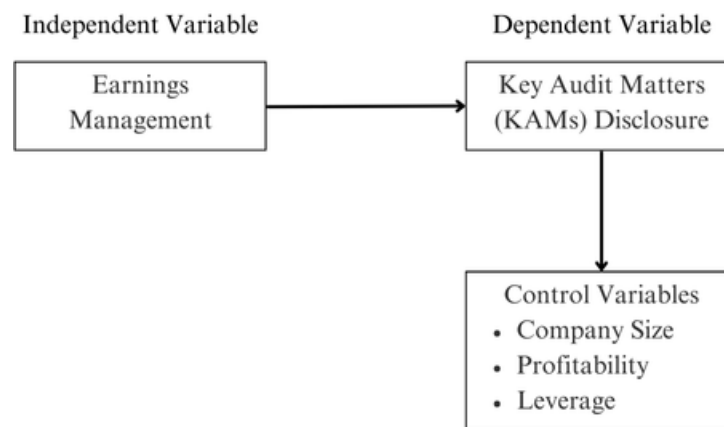 Independent Variable
Dependent Variable
Earnings
Management
Key Audit Matters
(KAMs) Disclosure
Control Variables
• Company Size
• Profitability
• Leverage